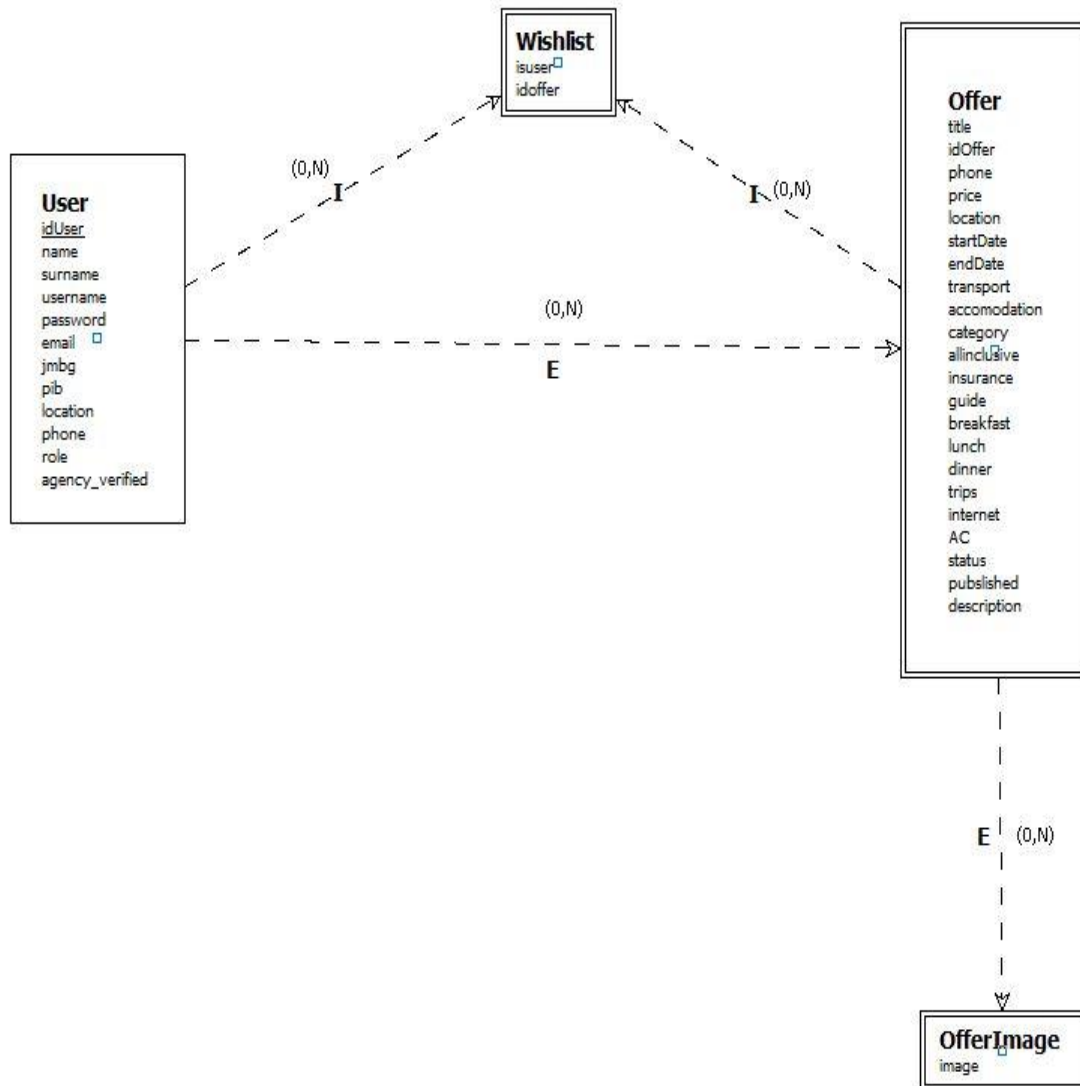 Wishlist
isuser
idoffer
Offer
title
idOffer
phone
price
location
startDate
endDate
transport
accomodation
category
allinclusive
insurance
guide
breakfast
lunch
dinner
trips
internet
AC
status
pubslished
description
(0,N)
I
I
(0,N)
User
idUser
name
surname
username
password
email
jmbg
pib
location
phone
role
agency_verified
(0,N)
E
E
(0,N)
OfferImage
image